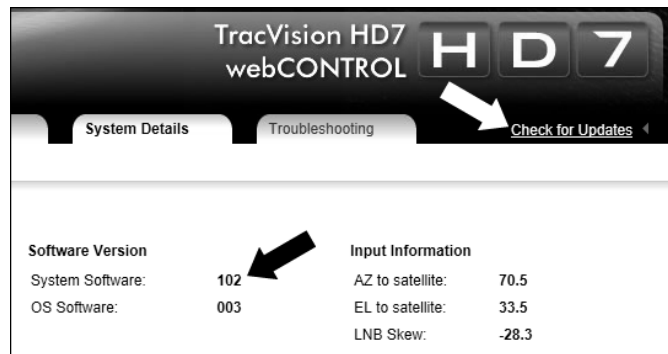 TracVision HD7
webCONTROL
H D 7
System Details Troubleshooting Check for Updates
Software Version Input Information
System Software: 102 AZ to satellite: 70.5
OS Software: 003 EL to satellite: 33.5
LNB Skew: -28.3